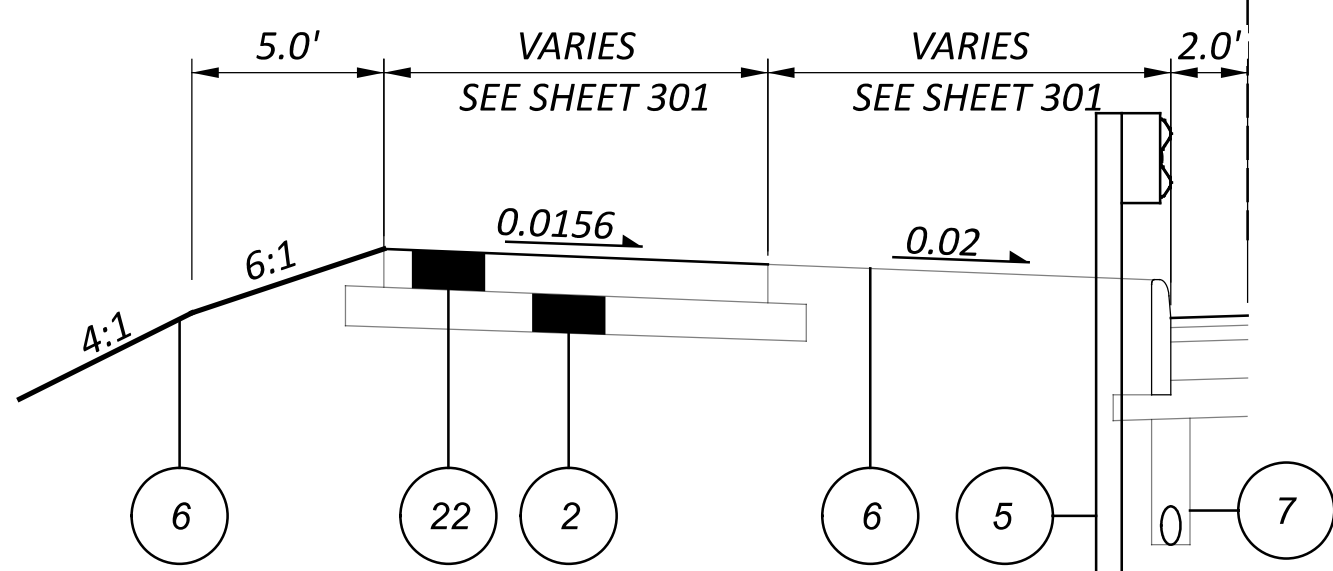 5.0' VARIES VARIES 2.0'
SEE SHEET 301 SEE SHEET 301
0.0156 0.02
6:1
4:1
6 22 2 6 5 7